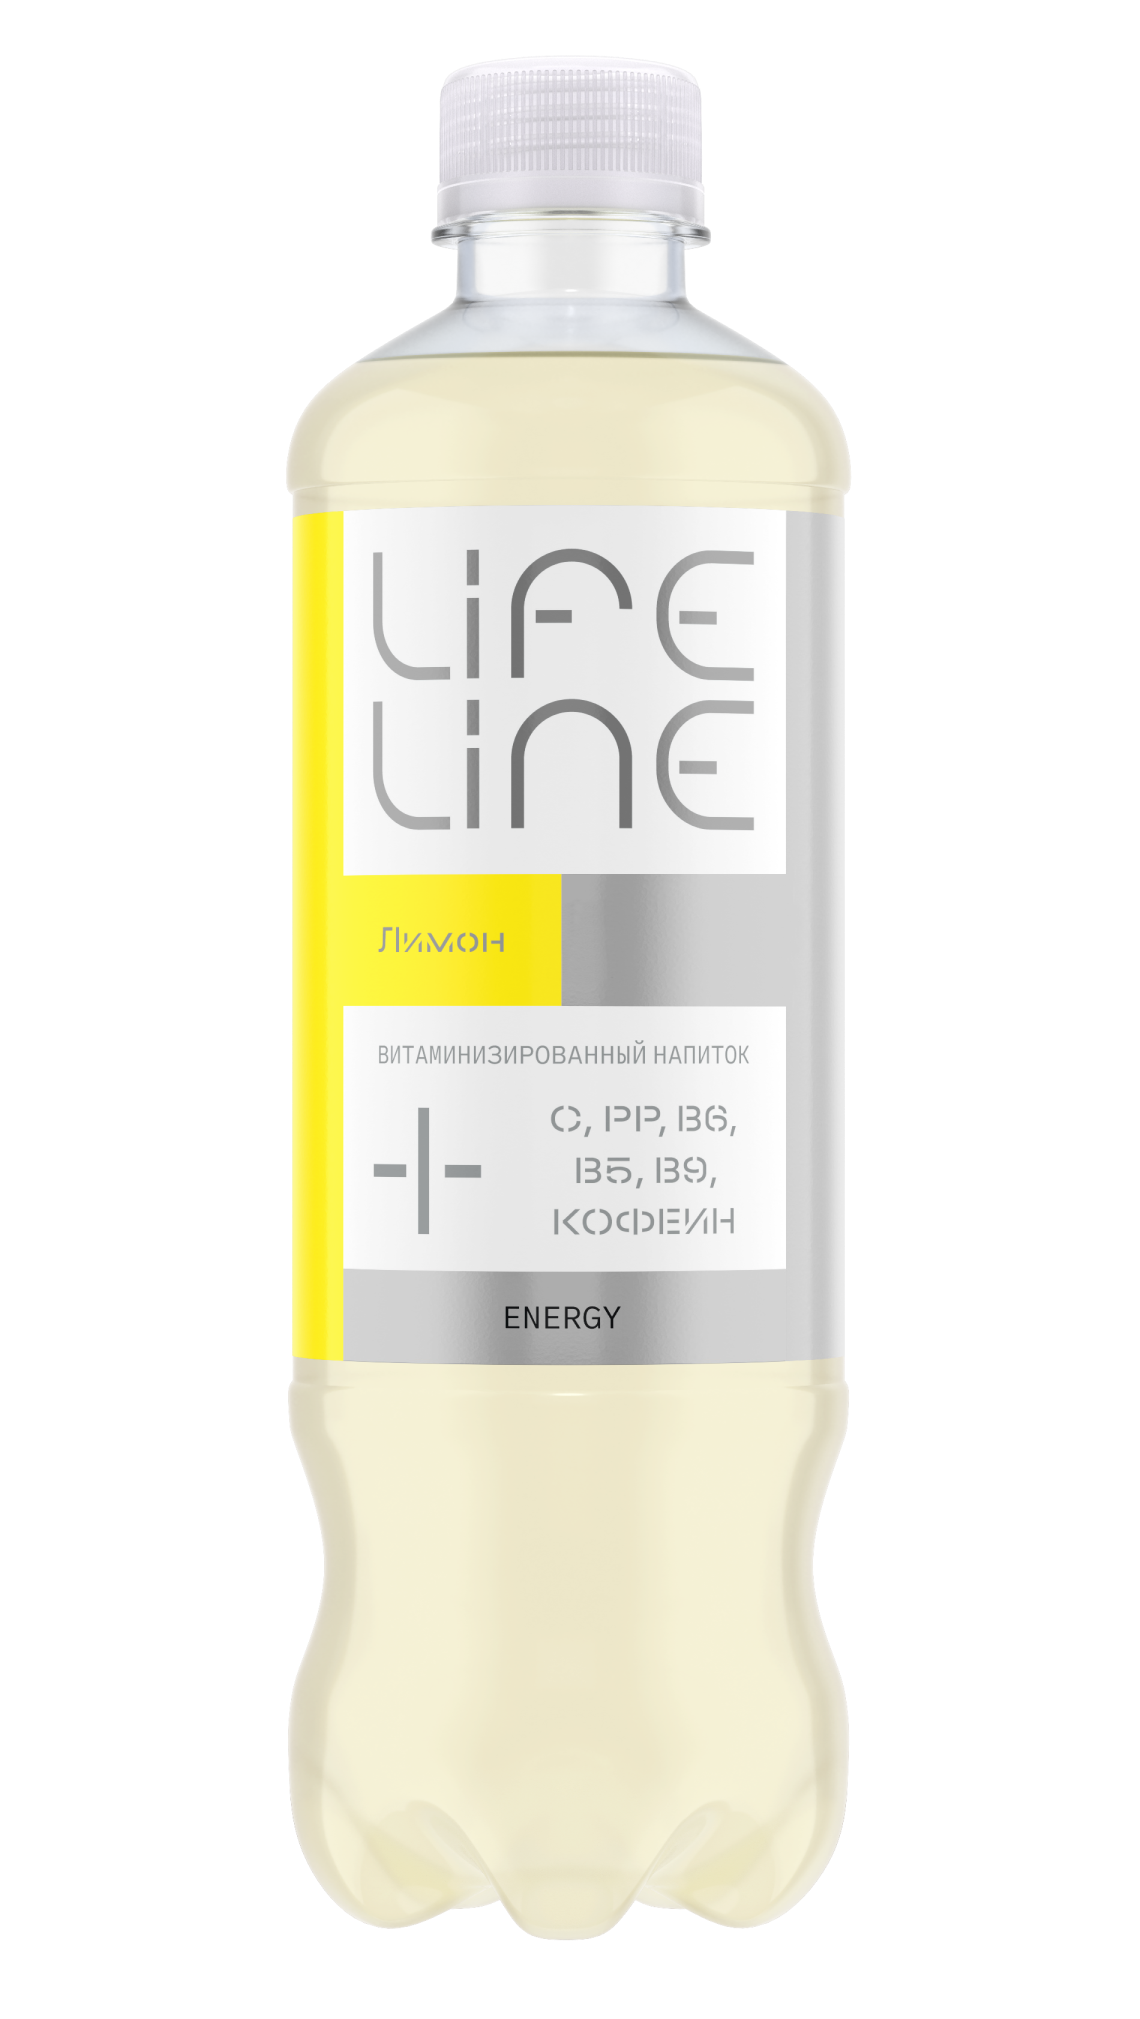 LiFE
LiNE
Лимон
ВИТАМИНИЗИРОВАННЫЙ НАПИТОК
+
C, PP, B6,
B5, B9,
КОФЕИН
ENERGY